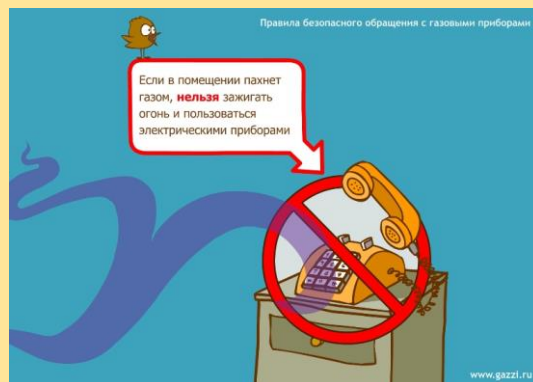 Правила безопасного обращения с газовыми приборами
Если в помещении пахнет
газом, нельзя зажигать
огонь и пользоваться
электрическими приборами
www.gazzi.ru